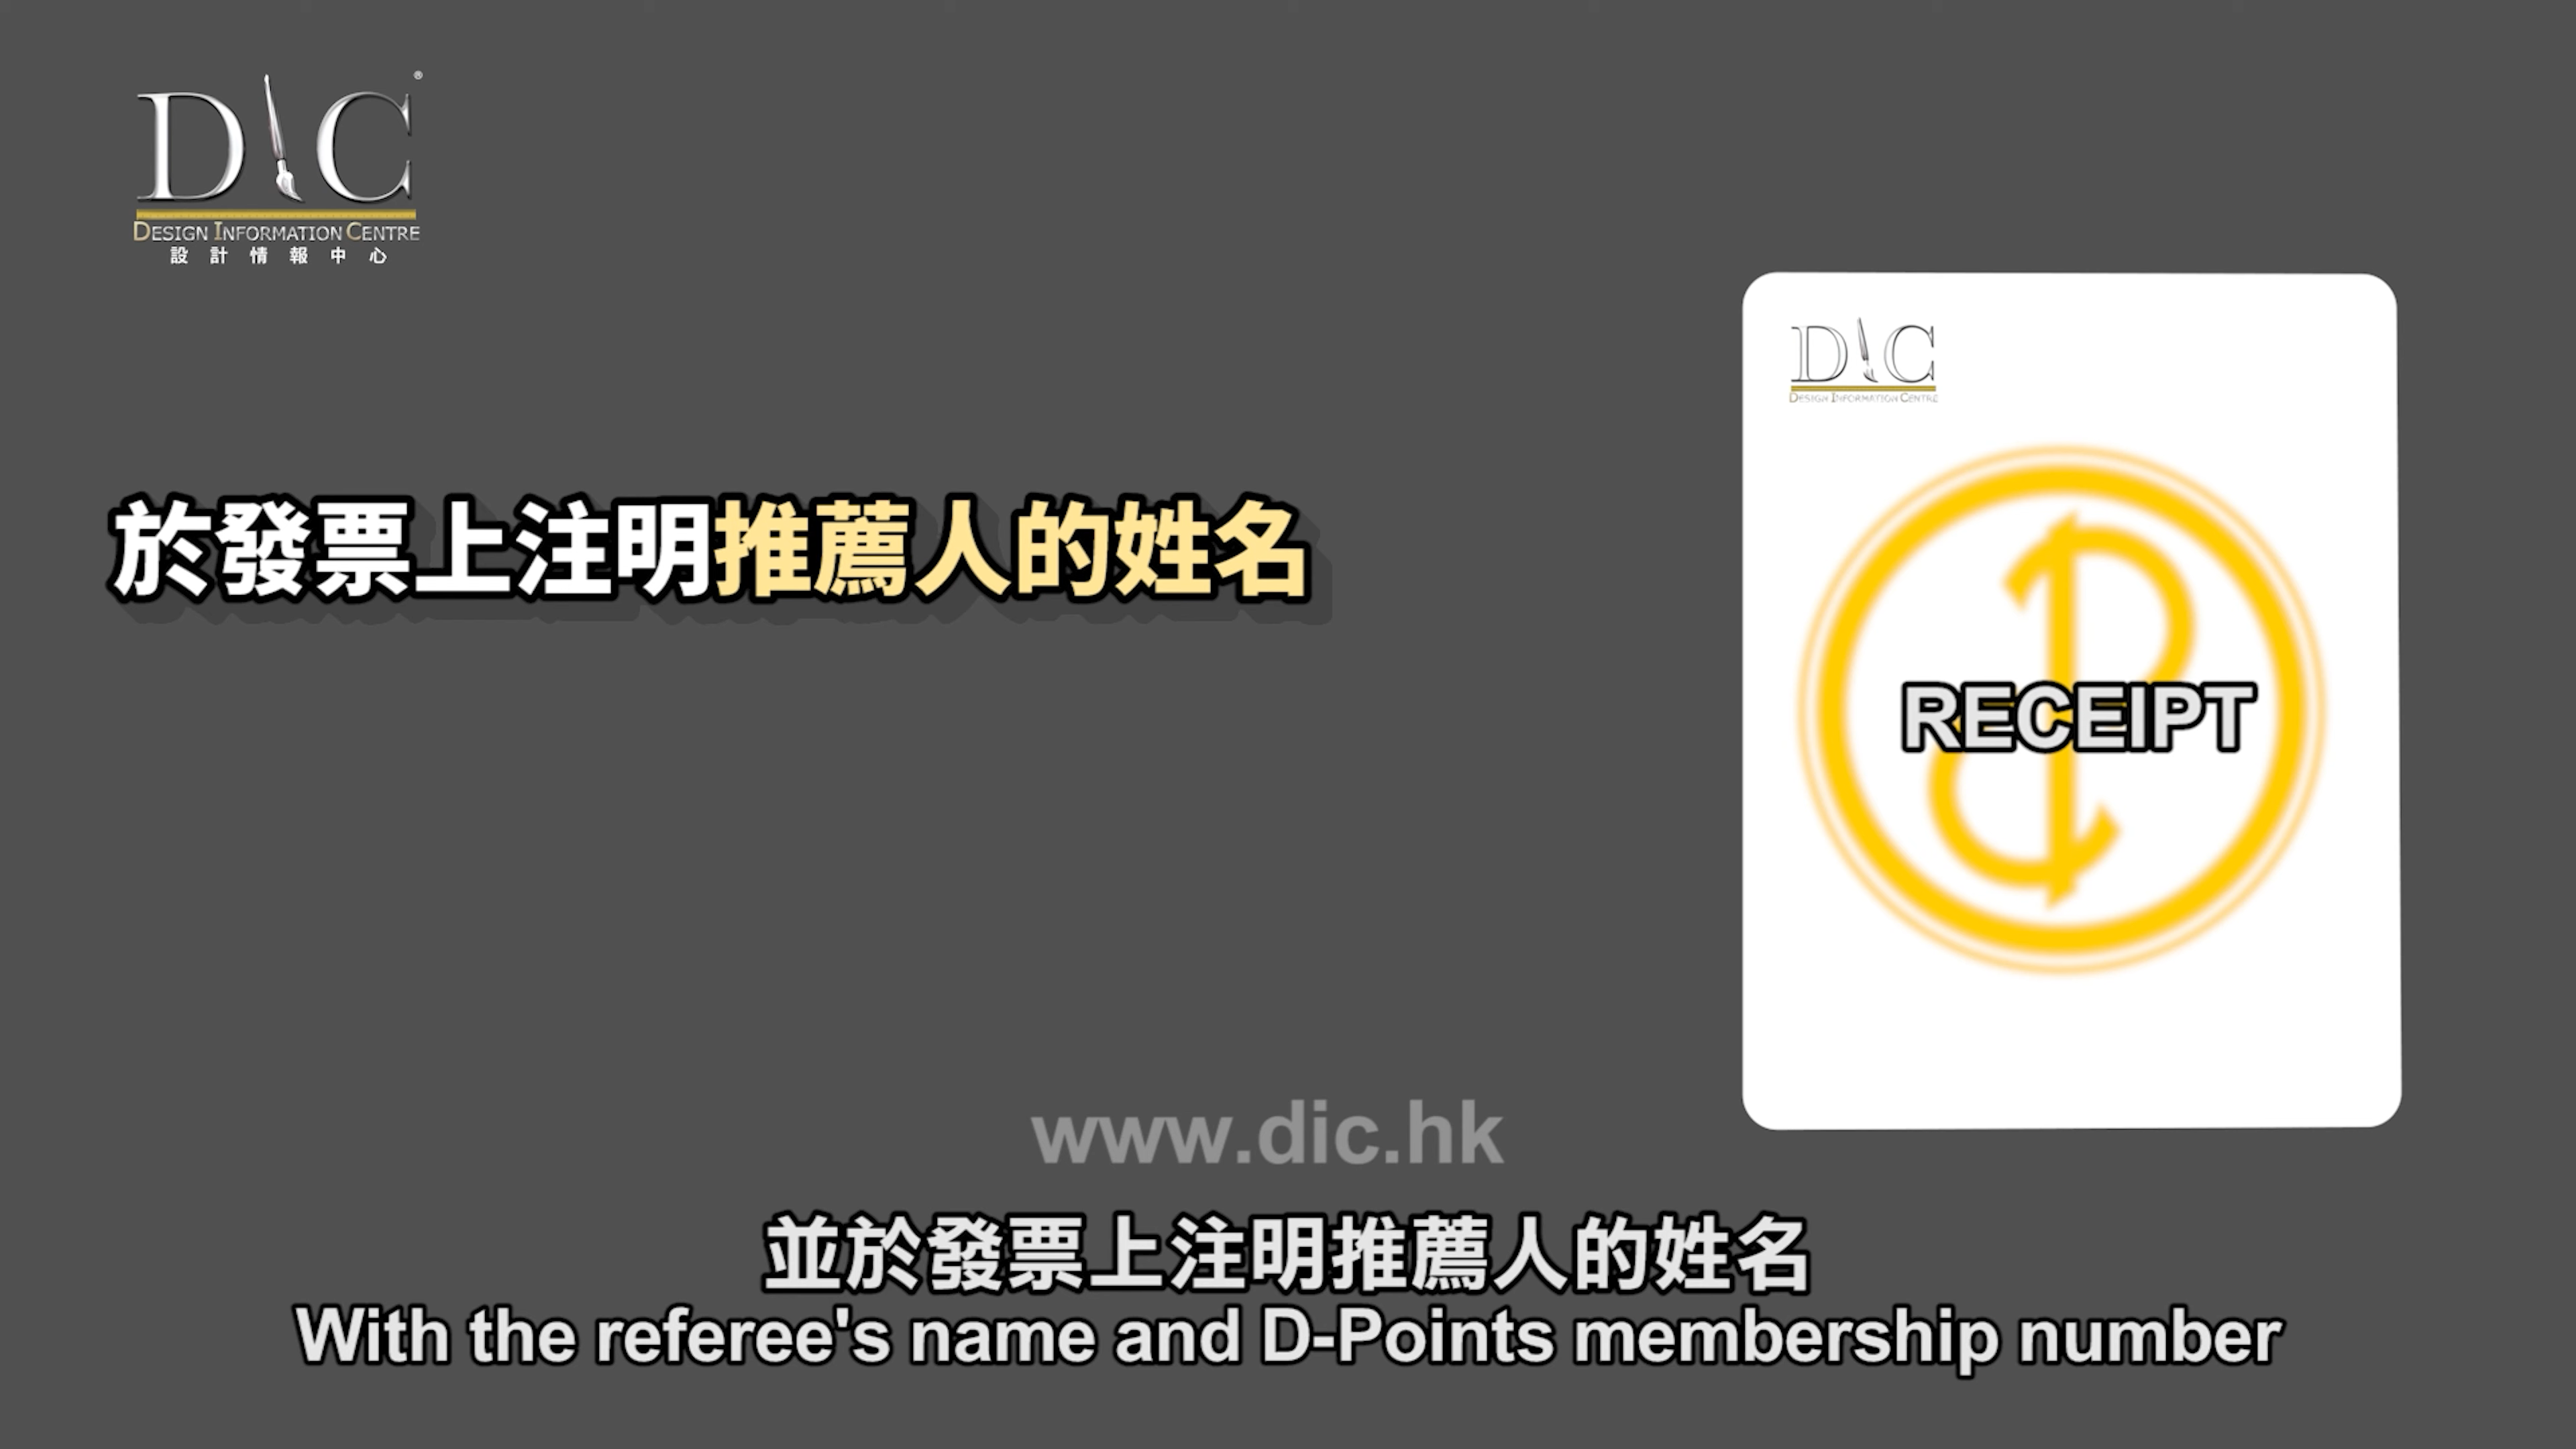 DIC®
DESIGN INFORMATION CENTRE
設計情報中心
於發票上注明推薦人的姓名
DIC
DESIGN INFORMATION CENTRE
RECEIPT
www.dic.hk
並於發票上注明推薦人的姓名
With the referee's name and D-Points membership number